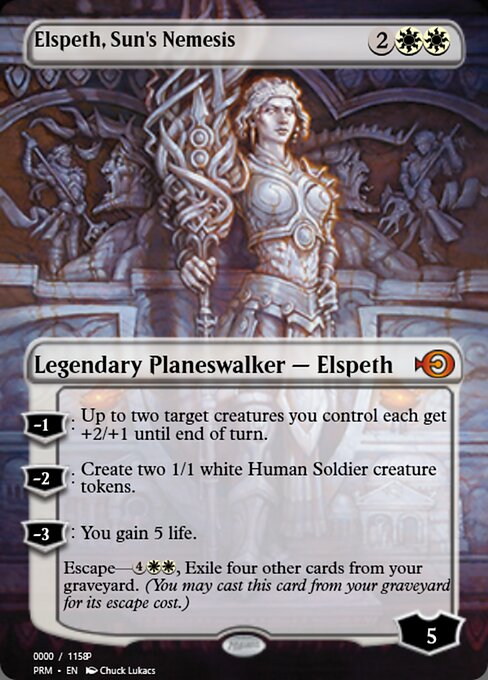 Elspeth, Sun's Nemesis 2
Legendary Planeswalker — Elspeth
-1 : Up to two target creatures you control each get
+2/+1 until end of turn.
-2 : Create two 1/1 white Human Soldier creature
tokens.
-3 : You gain 5 life.
Escape—4, Exile four other cards from your
graveyard. (You may cast this card from your graveyard
for its escape cost.)
5
0000 / 1158P
PRM • EN Chuck Lukacs